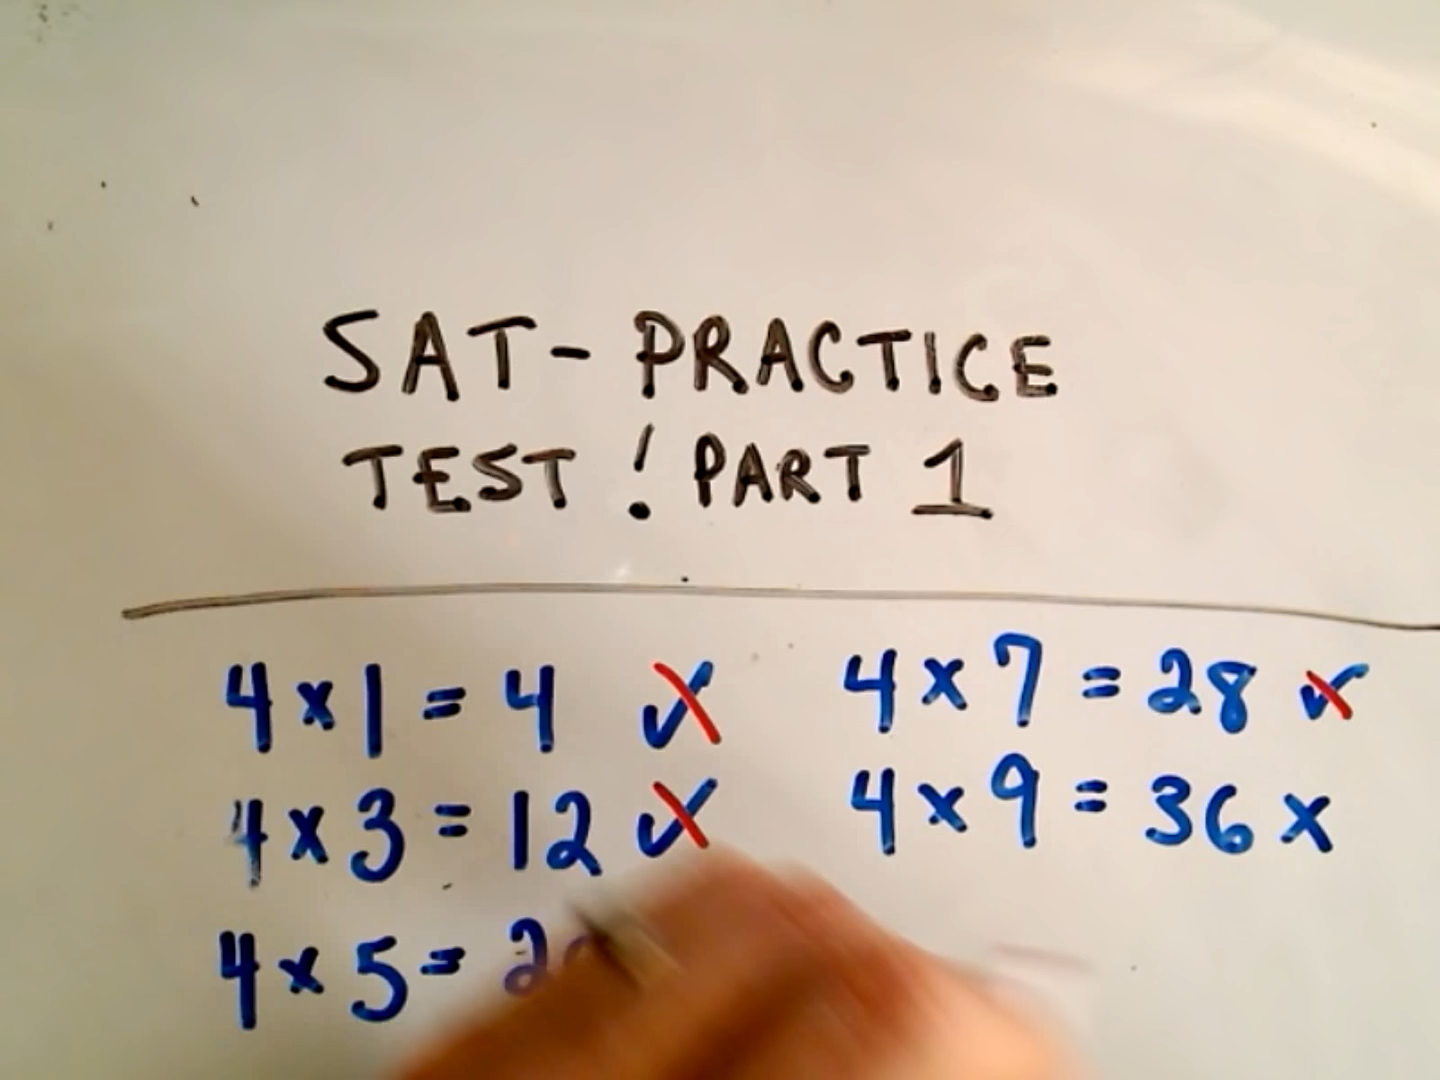 SAT-PRACTICE
TEST! PART 1
4 x 1 = 4 ✓
4 x 3 = 12 ✓
4 x 5 =
4 x 7 = 28 ✓
4 x 9 = 36 x